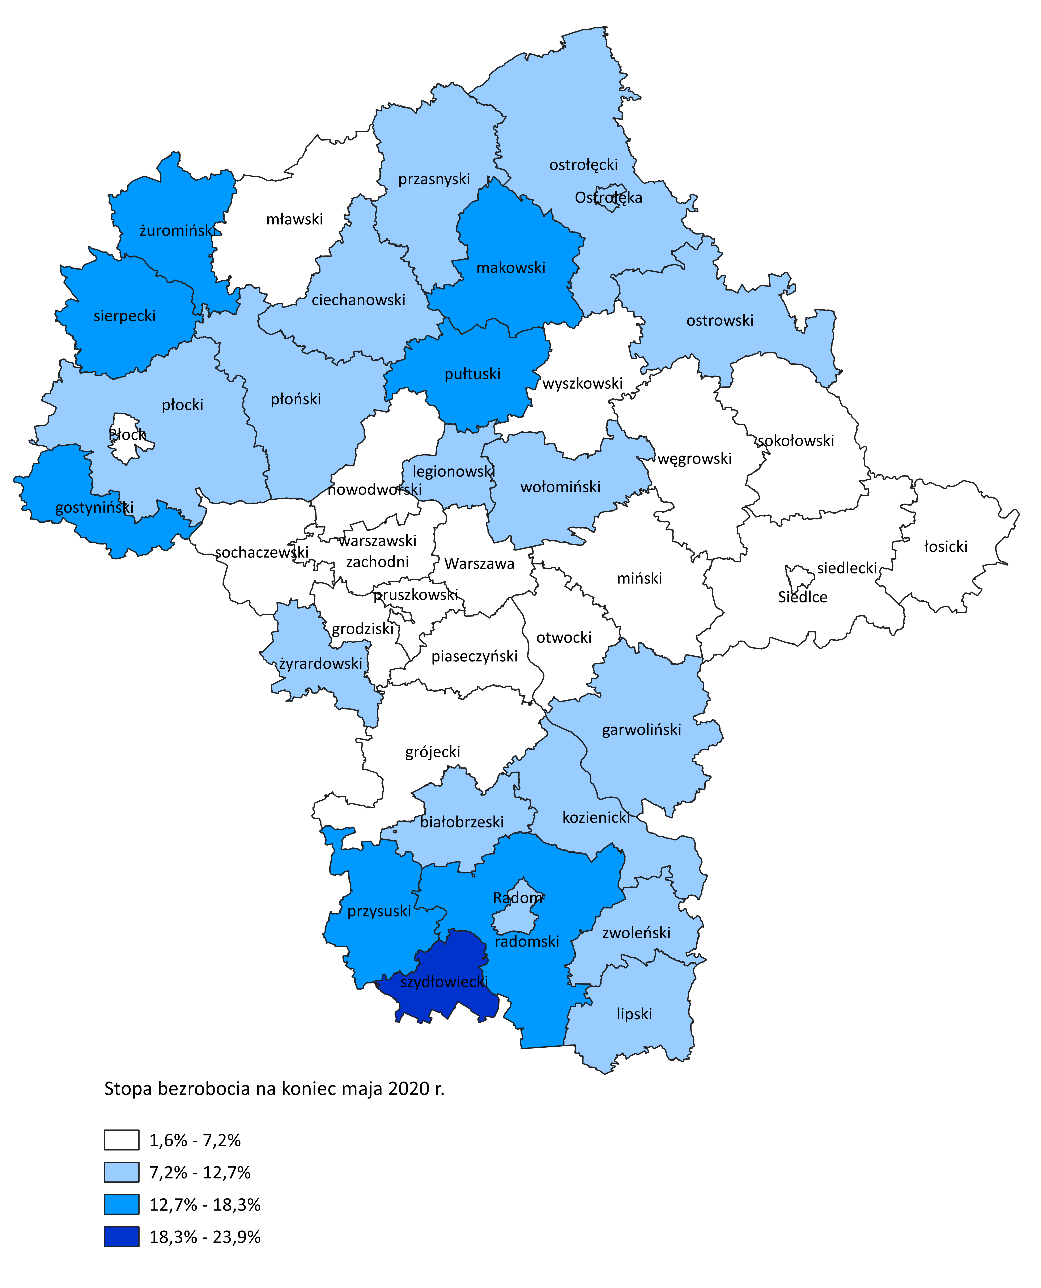 ostrołęcki
przasnyski
Ostrołęka
mławski
żuromiński
makowski
ciechanowski
sierpecki
ostrowski
pułtuski
wyszkowski
płoński
płocki
Płock
sokołowski
węgrowski
legionowski
wołomiński
nowodworski
gostyniński
warszawski
zachodni
sochaczewski
łosicki
Warszawa
siedlecki
miński
pruszkowski
Siedlce
grodziski
otwocki
piaseczyński
żyrardowski
garwoliński
grójecki
kozienicki
białobrzeski
Radom
przysuski
zwoleński
radomski
szydłowiecki
lipski
Stopa bezrobocia na koniec maja 2020 r.
1,6% - 7,2%
7,2% - 12,7%
12,7% - 18,3%
18,3% - 23,9%